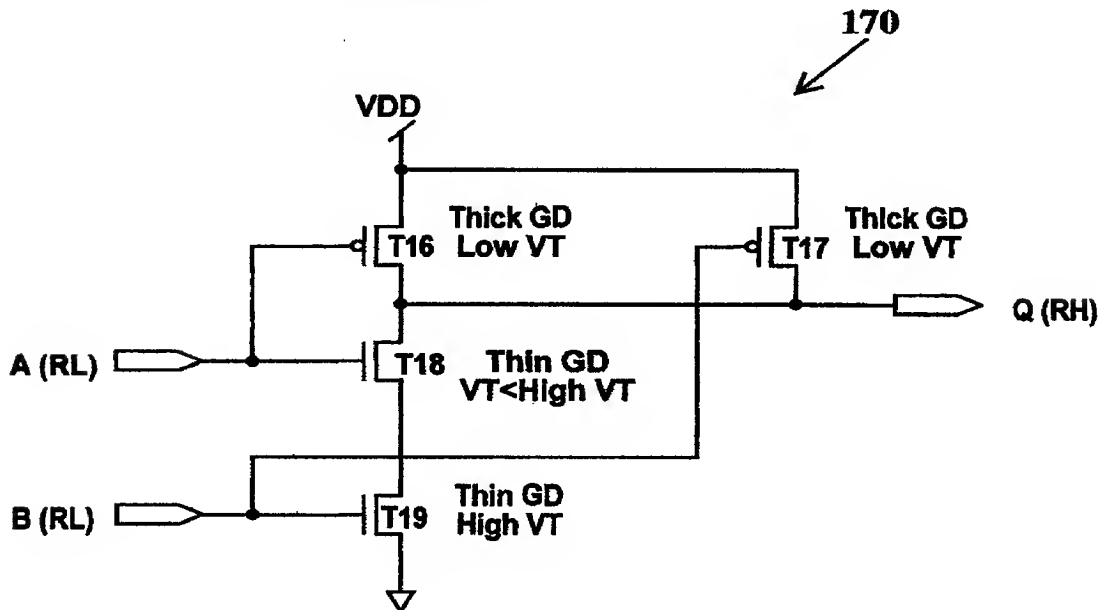 170
VDD
Thick GD
Low VT
T16
Thick GD
Low VT
T17
Q (RH)
A (RL)
T18
Thin GD
VT<High VT
B (RL)
T19
Thin GD
High VT